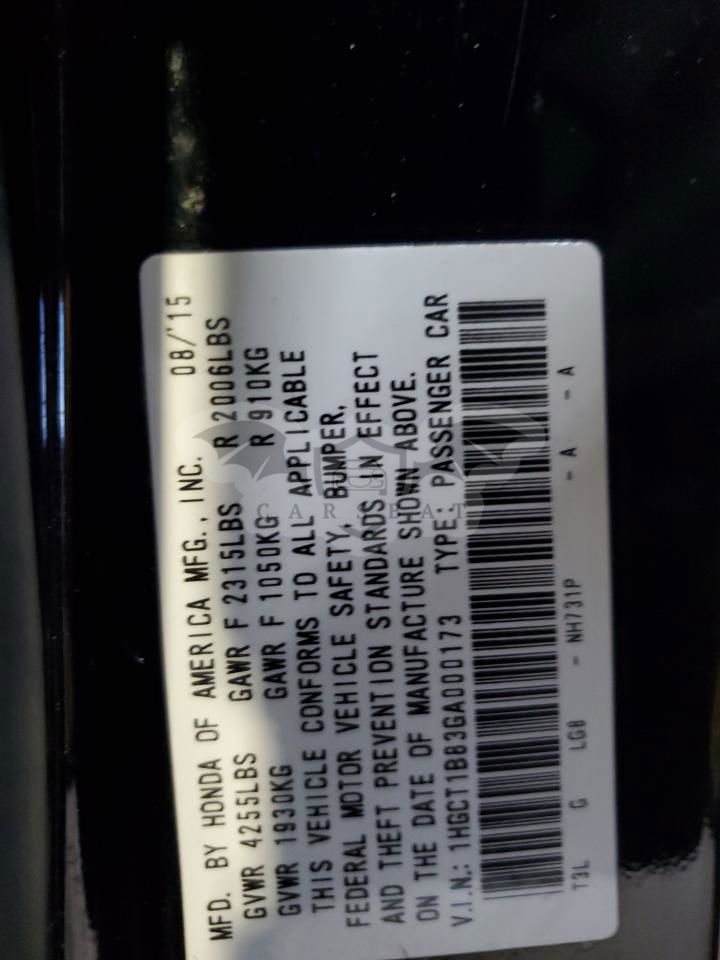 MFD. BY HONDA OF AMERICA MFG., INC. 08/'15
GVWR 4255LBS GAWR F 2315LBS R 2006LBS
GVWR 1930KG GAWR F 1050KG R 910KG
THIS VEHICLE CONFORMS TO ALL APPLICABLE
FEDERAL MOTOR VEHICLE SAFETY, BUMPER,
AND THEFT PREVENTION STANDARDS IN EFFECT
ON THE DATE OF MANUFACTURE SHOWN ABOVE.
V.I.N.: 1HGCT1B83GA000173 TYPE: PASSENGER CAR
T3L G LG8 - NH731P - A - A
CARSBAT